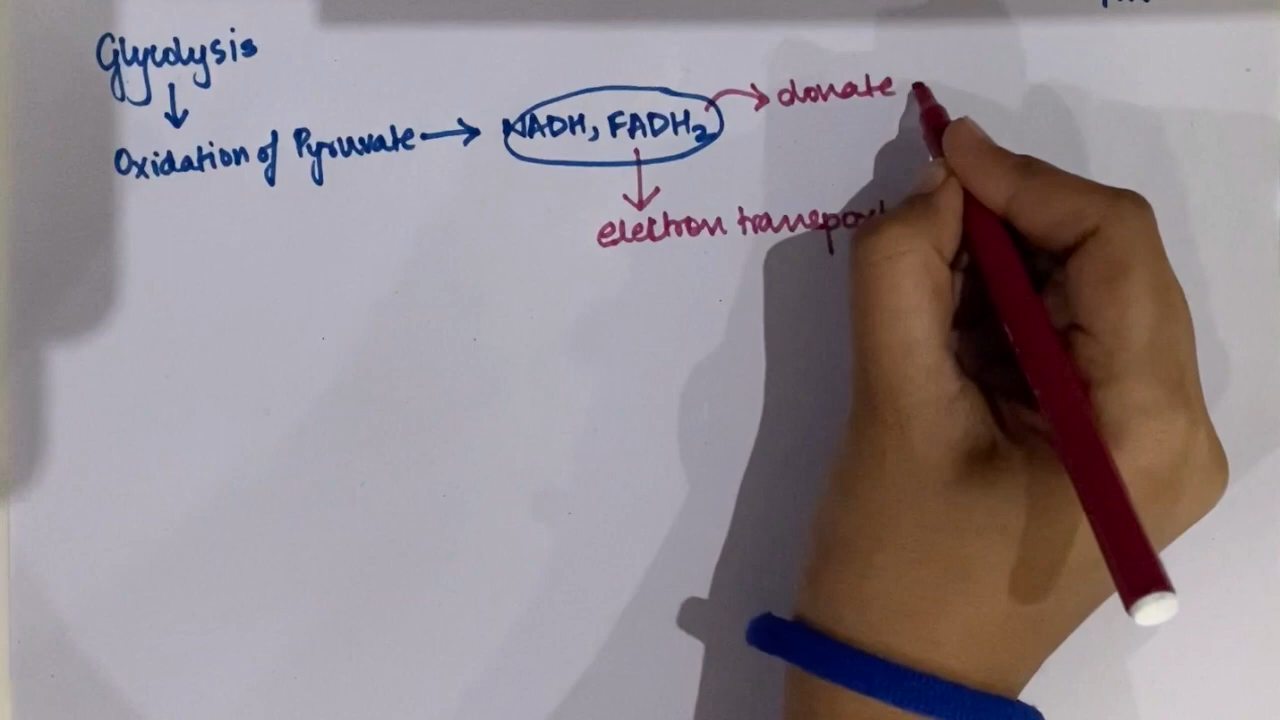 Glycolysis
↓
Oxidation of Pyruvate → NADH, FADH₂ → donate
↓
electron transport